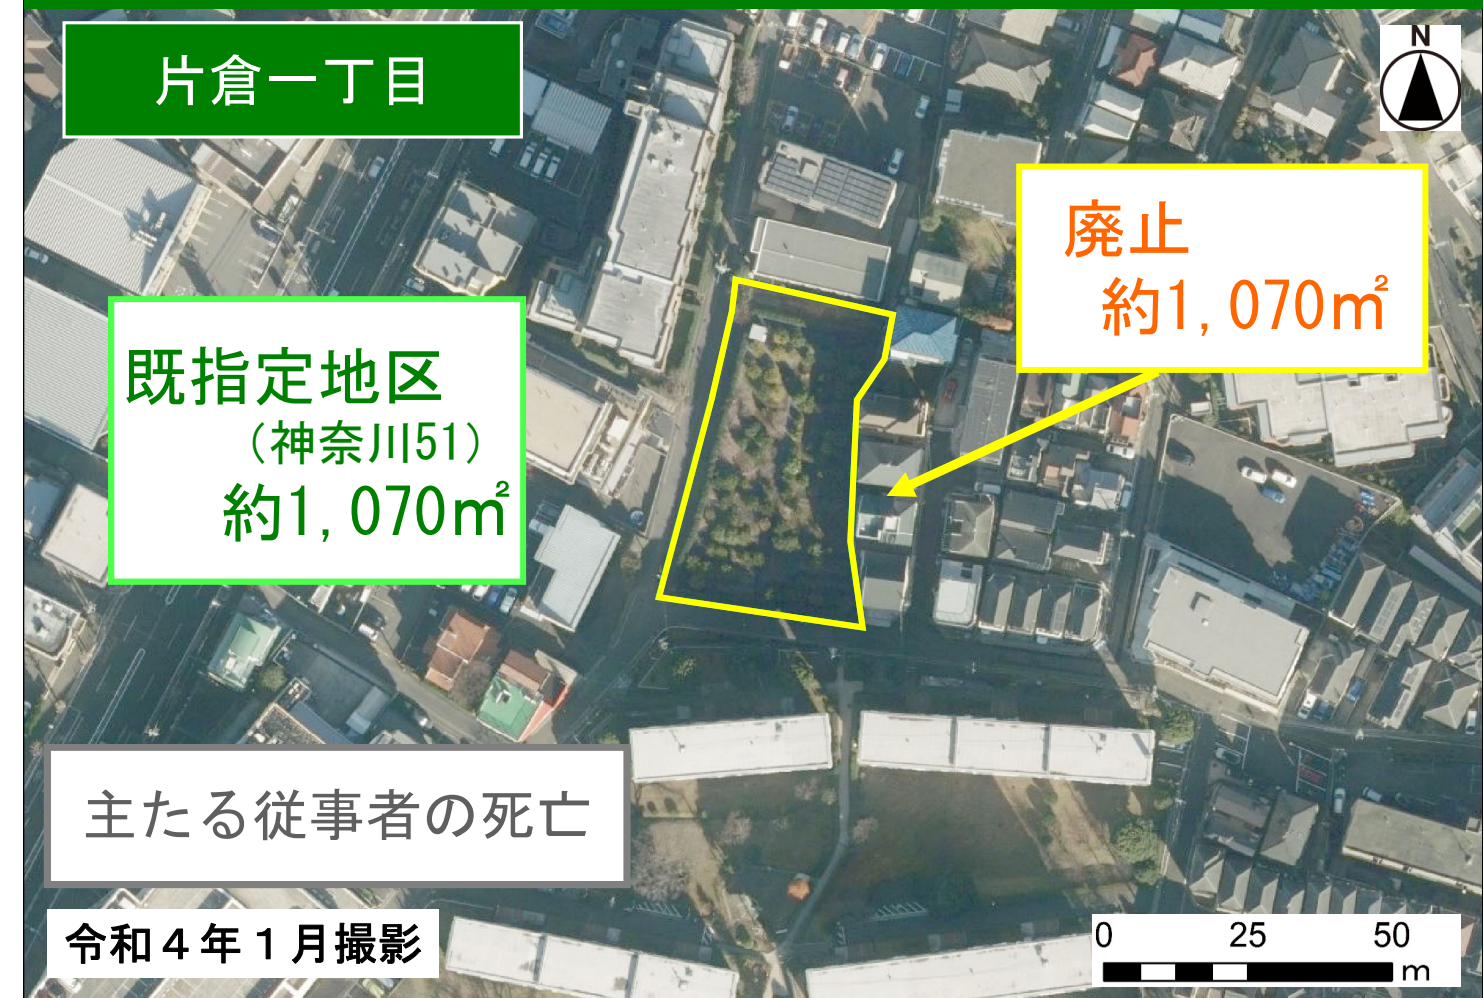 片倉一丁目
N
廃止
約1,070㎡
既指定地区
（神奈川51）
約1,070㎡
主たる従事者の死亡
令和４年１月撮影
0 25 50
m